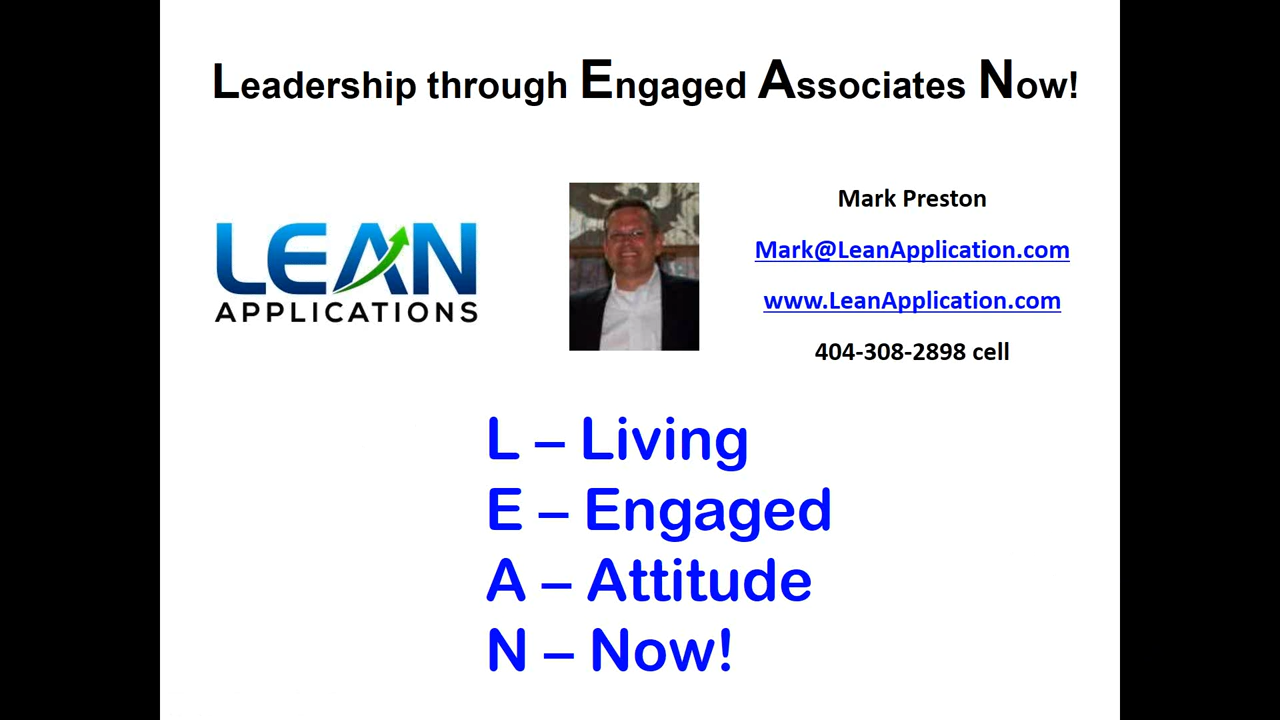 Leadership through Engaged Associates Now!
LEAN
APPLICATIONS
Mark Preston
Mark@LeanApplication.com
www.LeanApplication.com
404-308-2898 cell
L – Living
E – Engaged
A – Attitude
N – Now!